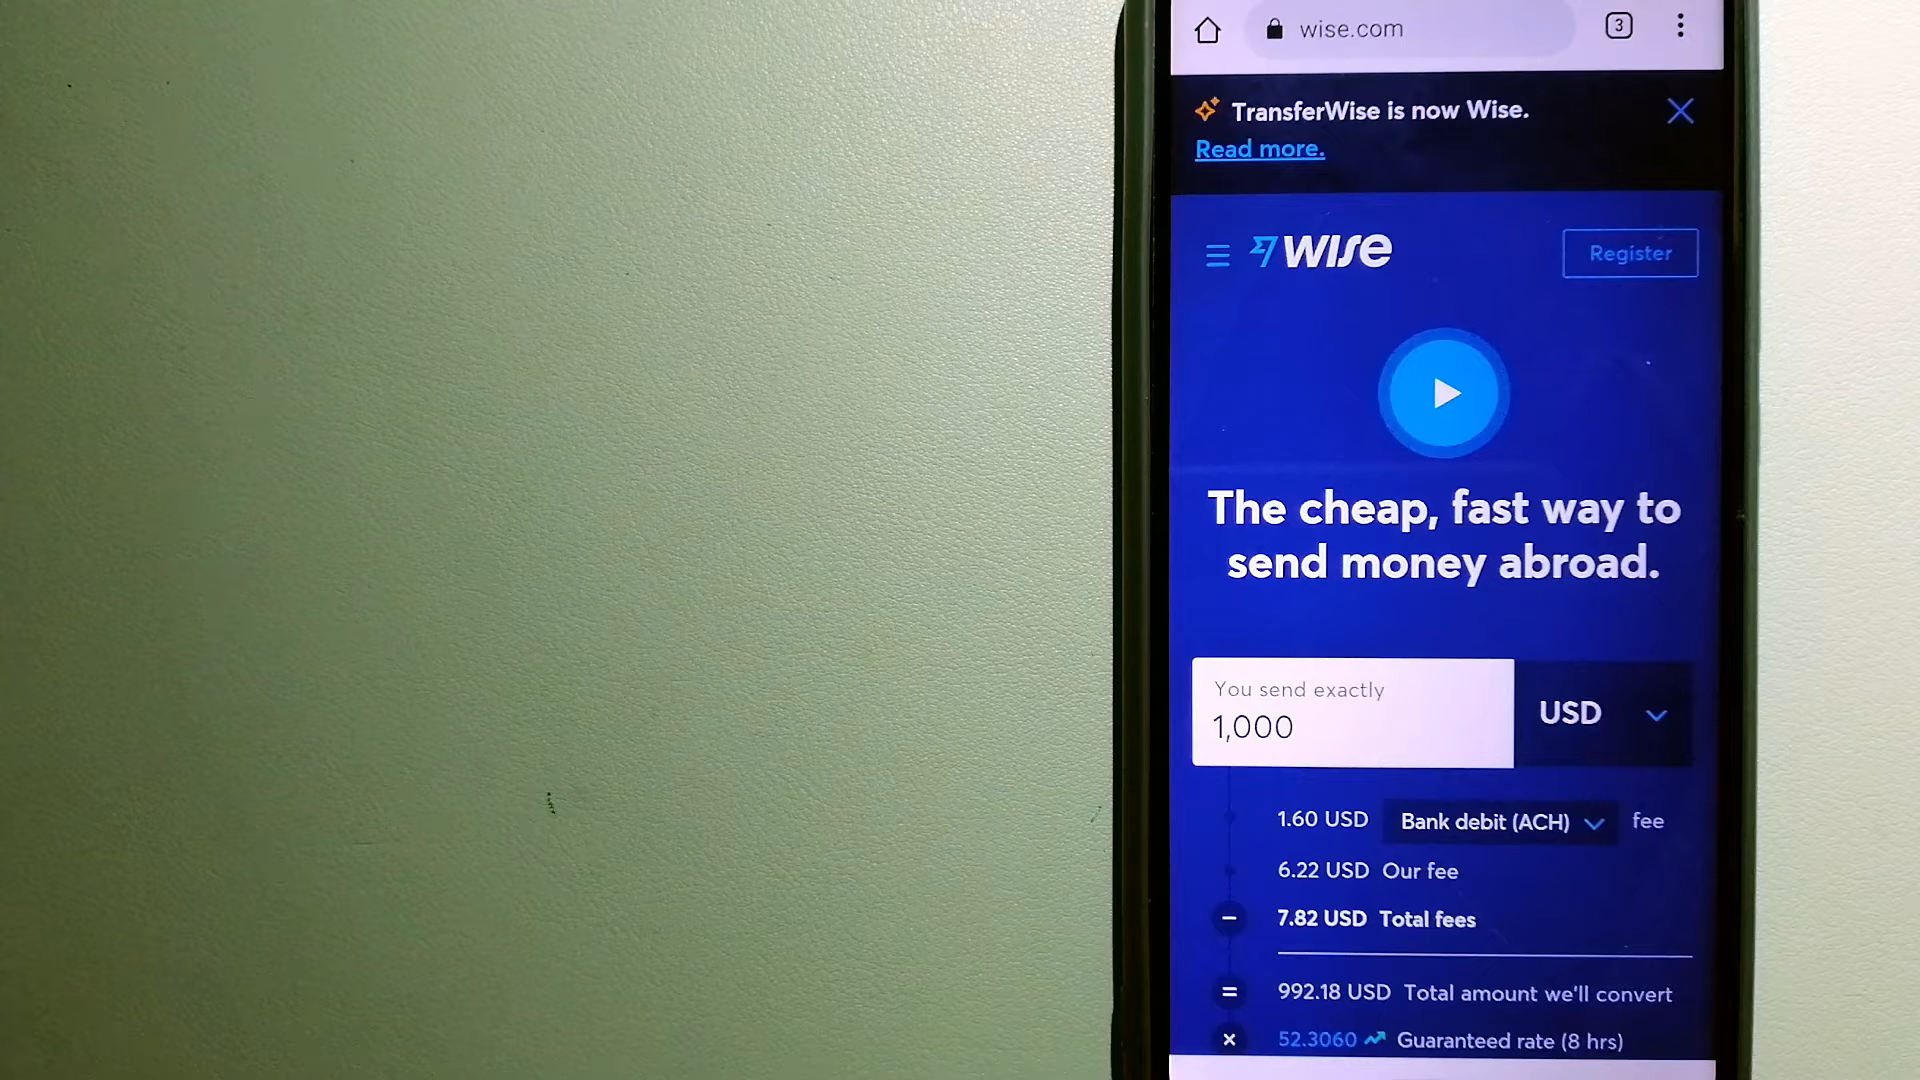 wise.com
3
TransferWise is now Wise.
Read more.
WISE
Register
The cheap, fast way to
send money abroad.
You send exactly
1,000
USD
1.60 USD Bank debit (ACH) fee
6.22 USD Our fee
7.82 USD Total fees
992.18 USD Total amount we'll convert
52.3060 Guaranteed rate (8 hrs)